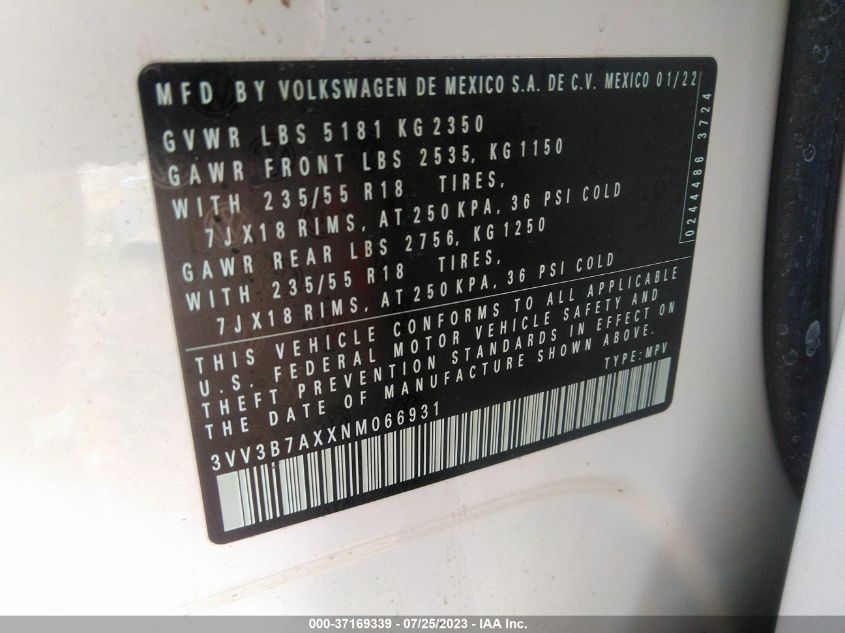 MFD BY VOLKSWAGEN DE MEXICO S.A. DE C.V. MEXICO 01/22
GVWR LBS 5181 KG 2350
GAWR FRONT LBS 2535, KG 1150
WITH 235/55 R18 TIRES,
7JX18 RIMS, AT 250 KPA, 36 PSI COLD
GAWR REAR LBS 2756, KG 1250
WITH 235/55 R18 TIRES,
7JX18 RIMS, AT 250 KPA, 36 PSI COLD
0244486 3724
THIS VEHICLE CONFORMS TO ALL APPLICABLE
U.S. FEDERAL MOTOR VEHICLE SAFETY AND
THEFT PREVENTION STANDARDS IN EFFECT ON
THE DATE OF MANUFACTURE SHOWN ABOVE.
TYPE: MPV
3VV3B7AXXNM066931
000-37169339 / 07/25/2023 - IAA Inc.